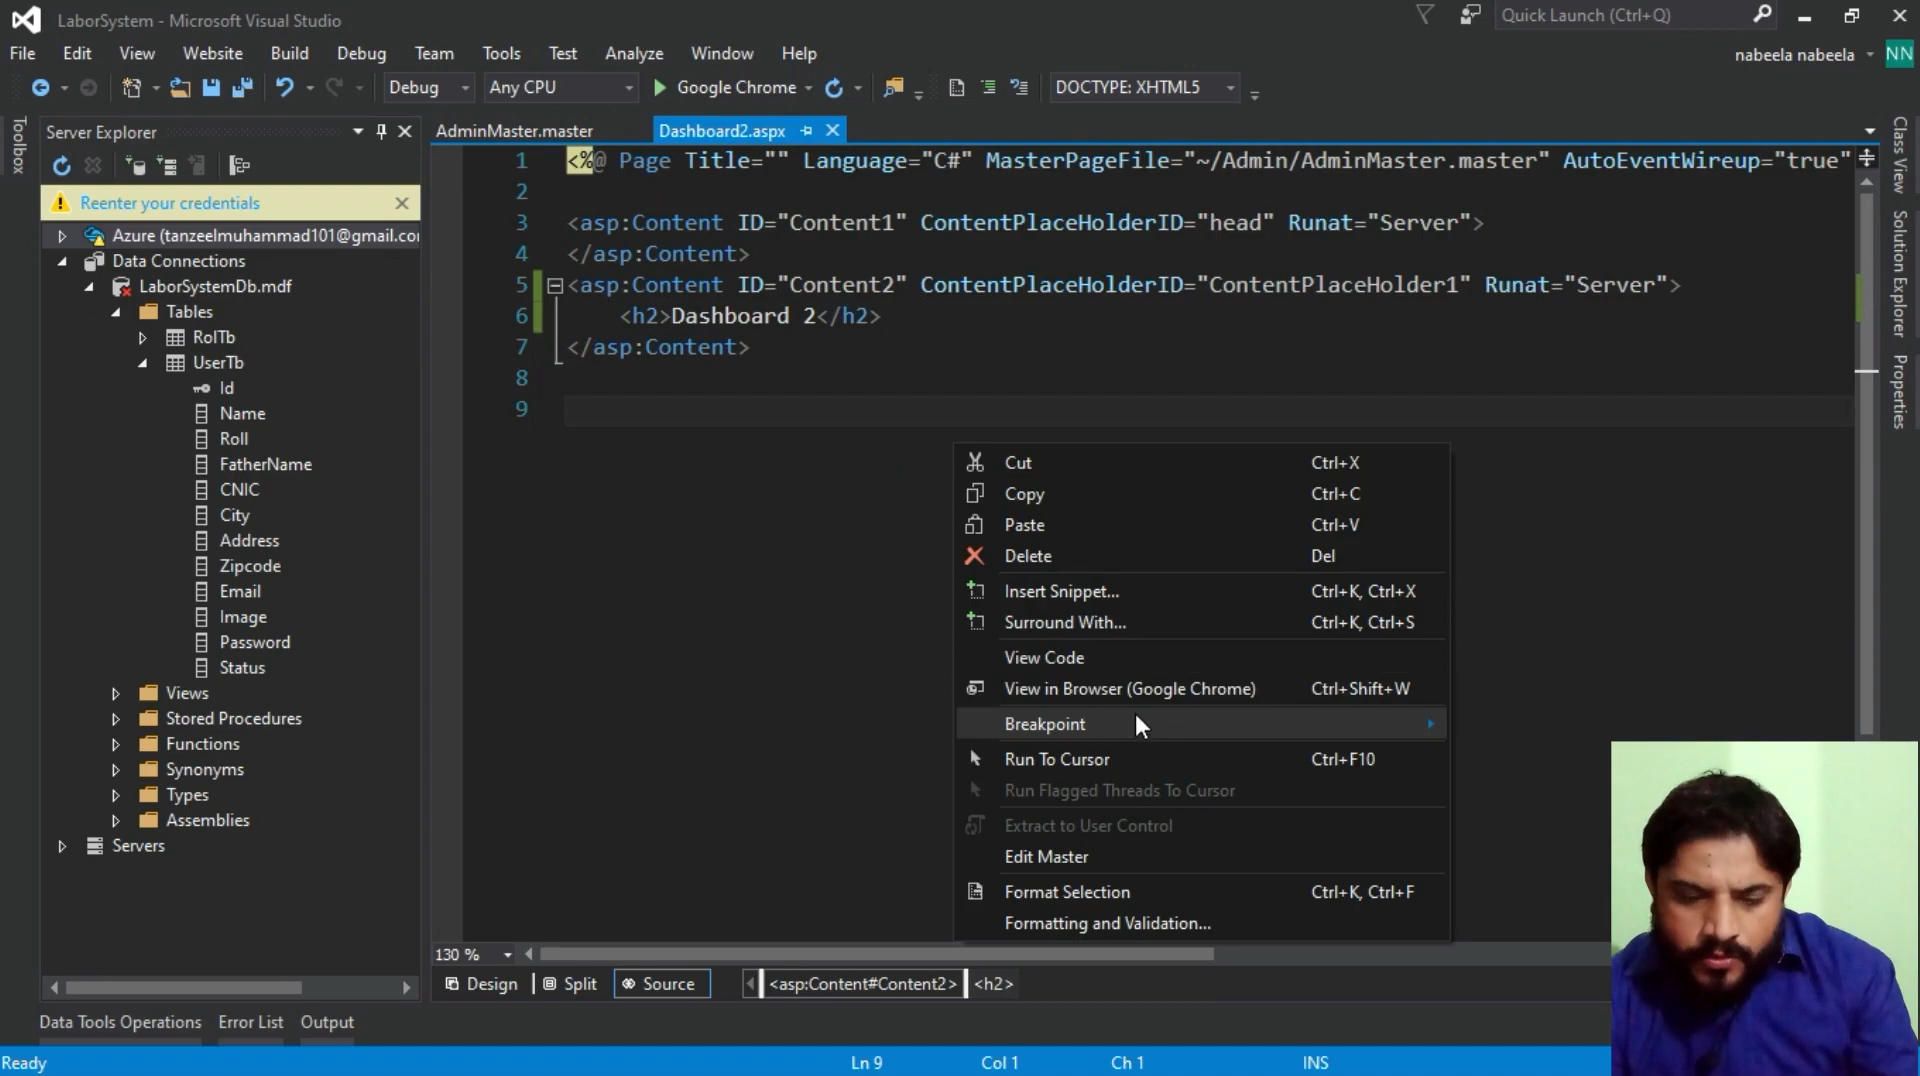 LaborSystem - Microsoft Visual Studio
Quick Launch (Ctrl+Q)
File Edit View Website Build Debug Team Tools Test Analyze Window Help
nabeela nabeela NN
Debug Any CPU Google Chrome DOCTYPE: XHTML5
Toolbox
Server Explorer
Reenter your credentials
Azure (tanzeelmuhammad101@gmail.co
Data Connections
LaborSystemDb.mdf
Tables
RolTb
UserTb
Id
Name
Roll
FatherName
CNIC
City
Address
Zipcode
Email
Image
Password
Status
Views
Stored Procedures
Functions
Synonyms
Types
Assemblies
Servers
AdminMaster.master Dashboard2.aspx
1 <%@ Page Title="" Language="C#" MasterPageFile="~/Admin/AdminMaster.master" AutoEventWireup="true"
2
3 <asp:Content ID="Content1" ContentPlaceHolderID="head" Runat="Server">
4 </asp:Content>
5 <asp:Content ID="Content2" ContentPlaceHolderID="ContentPlaceHolder1" Runat="Server">
6 <h2>Dashboard 2</h2>
7 </asp:Content>
8
9
Cut Ctrl+X
Copy Ctrl+C
Paste Ctrl+V
Delete Del
Insert Snippet... Ctrl+K, Ctrl+X
Surround With... Ctrl+K, Ctrl+S
View Code
View in Browser (Google Chrome) Ctrl+Shift+W
Breakpoint
Run To Cursor Ctrl+F10
Run Flagged Threads To Cursor
Extract to User Control
Edit Master
Format Selection Ctrl+K, Ctrl+F
Formatting and Validation...
Class View
Solution Explorer
Properties
130 %
Design Split Source <asp:Content#Content2> <h2>
Data Tools Operations Error List Output
Ready Ln 9 Col 1 Ch 1 INS